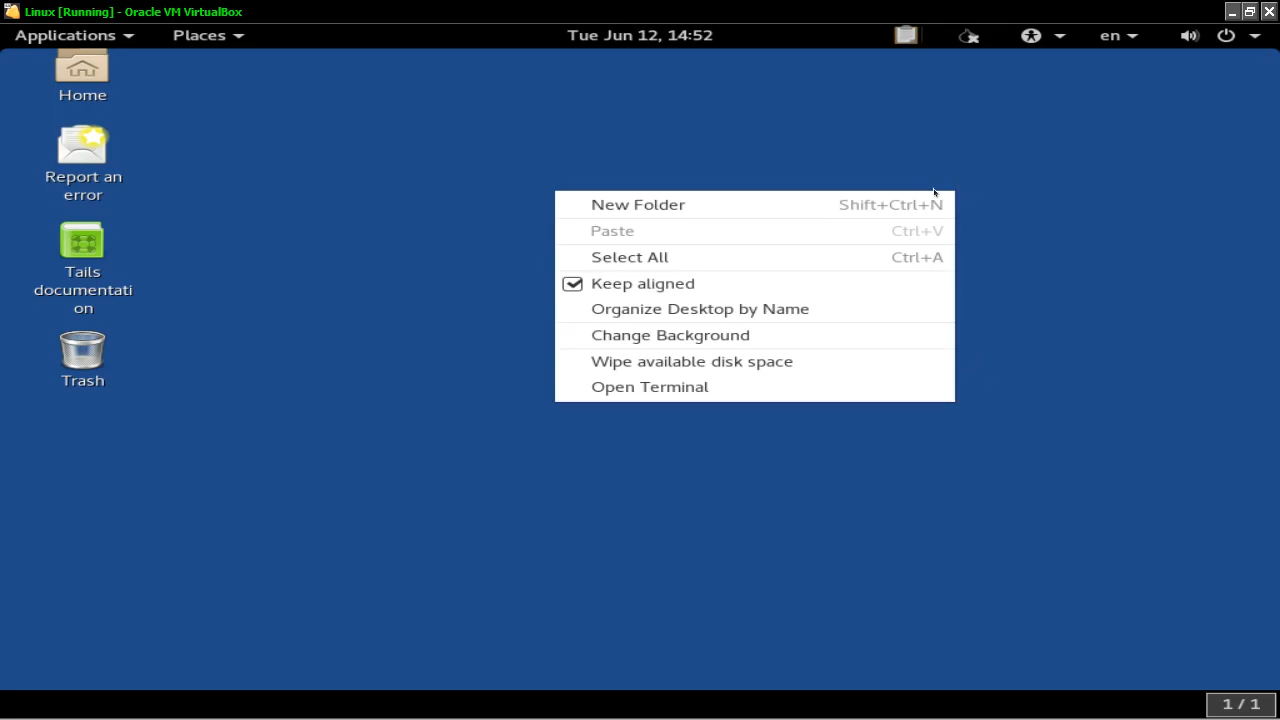 Linux [Running] - Oracle VM VirtualBox
Applications Places Tue Jun 12, 14:52 en
Home
Report an
error
Tails
documentati
on
Trash
New Folder Shift+Ctrl+N
Paste Ctrl+V
Select All Ctrl+A
Keep aligned
Organize Desktop by Name
Change Background
Wipe available disk space
Open Terminal
1 / 1